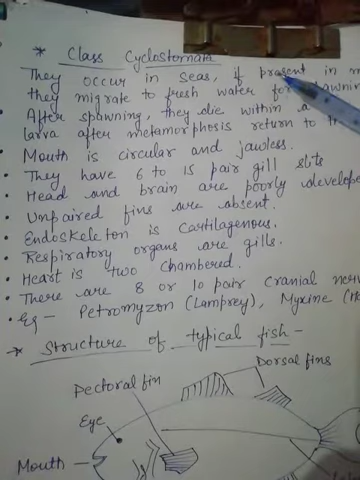 * Class Cyclostomata
They occur in seas, if prasent in m
they migrate to fresh water for
After spawning, they die within a
larva after metamorphosis return to
• Mouth is circular and jawless.
• They have 6 to 15 pair gill slits
• Head and brain are poorly develope
• Unpaired fins are absent.
• Endoskeleton is cartilagenous.
• Respiratory organs are gills.
• Heart is two chambered.
• There are 8 or 10 pair cranial nerv
• Eg - Petromyzon (Lamprey), Myxine
* Structure of typical fish -
Dorsal fins
Pectoral fin
Eye
Mouth